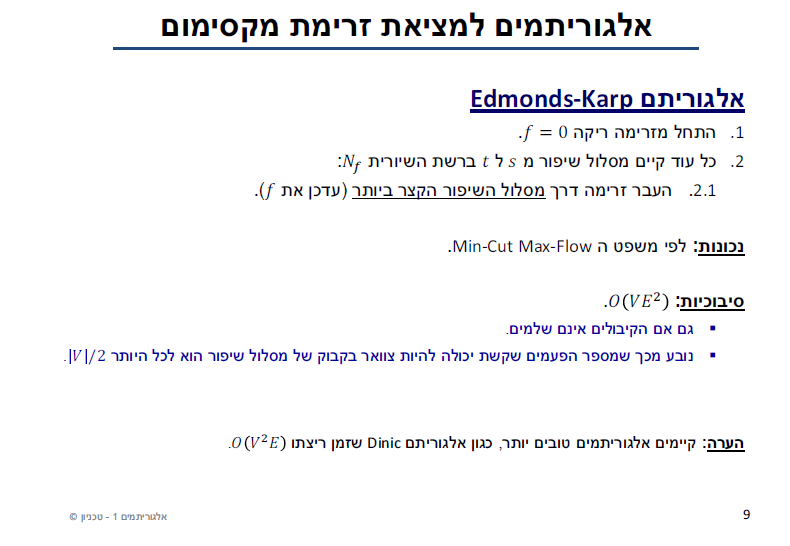 אלגוריתמים למציאת זרימת מקסימום
אלגוריתם Edmonds-Karp
1. התחל מזרימה ריקה f = 0.
2. כל עוד קיים מסלול שיפור מ s ל t ברשת השיורית N_f:
2.1. העבר זרימה דרך מסלול השיפור הקצר ביותר (עדכן את f).
נכונות: לפי משפט ה Min-Cut Max-Flow.
סיבוכיות: O(VE²).
▪ גם אם הקיבולים אינם שלמים.
▪ נובע מכך שמספר הפעמים שקשת יכולה להיות צוואר בקבוק של מסלול שיפור הוא לכל היותר |V|/2.
הערה: קיימים אלגוריתמים טובים יותר, כגון אלגוריתם Dinic שזמן ריצתו O(V²E).
אלגוריתמים 1 - טכניון ©
9